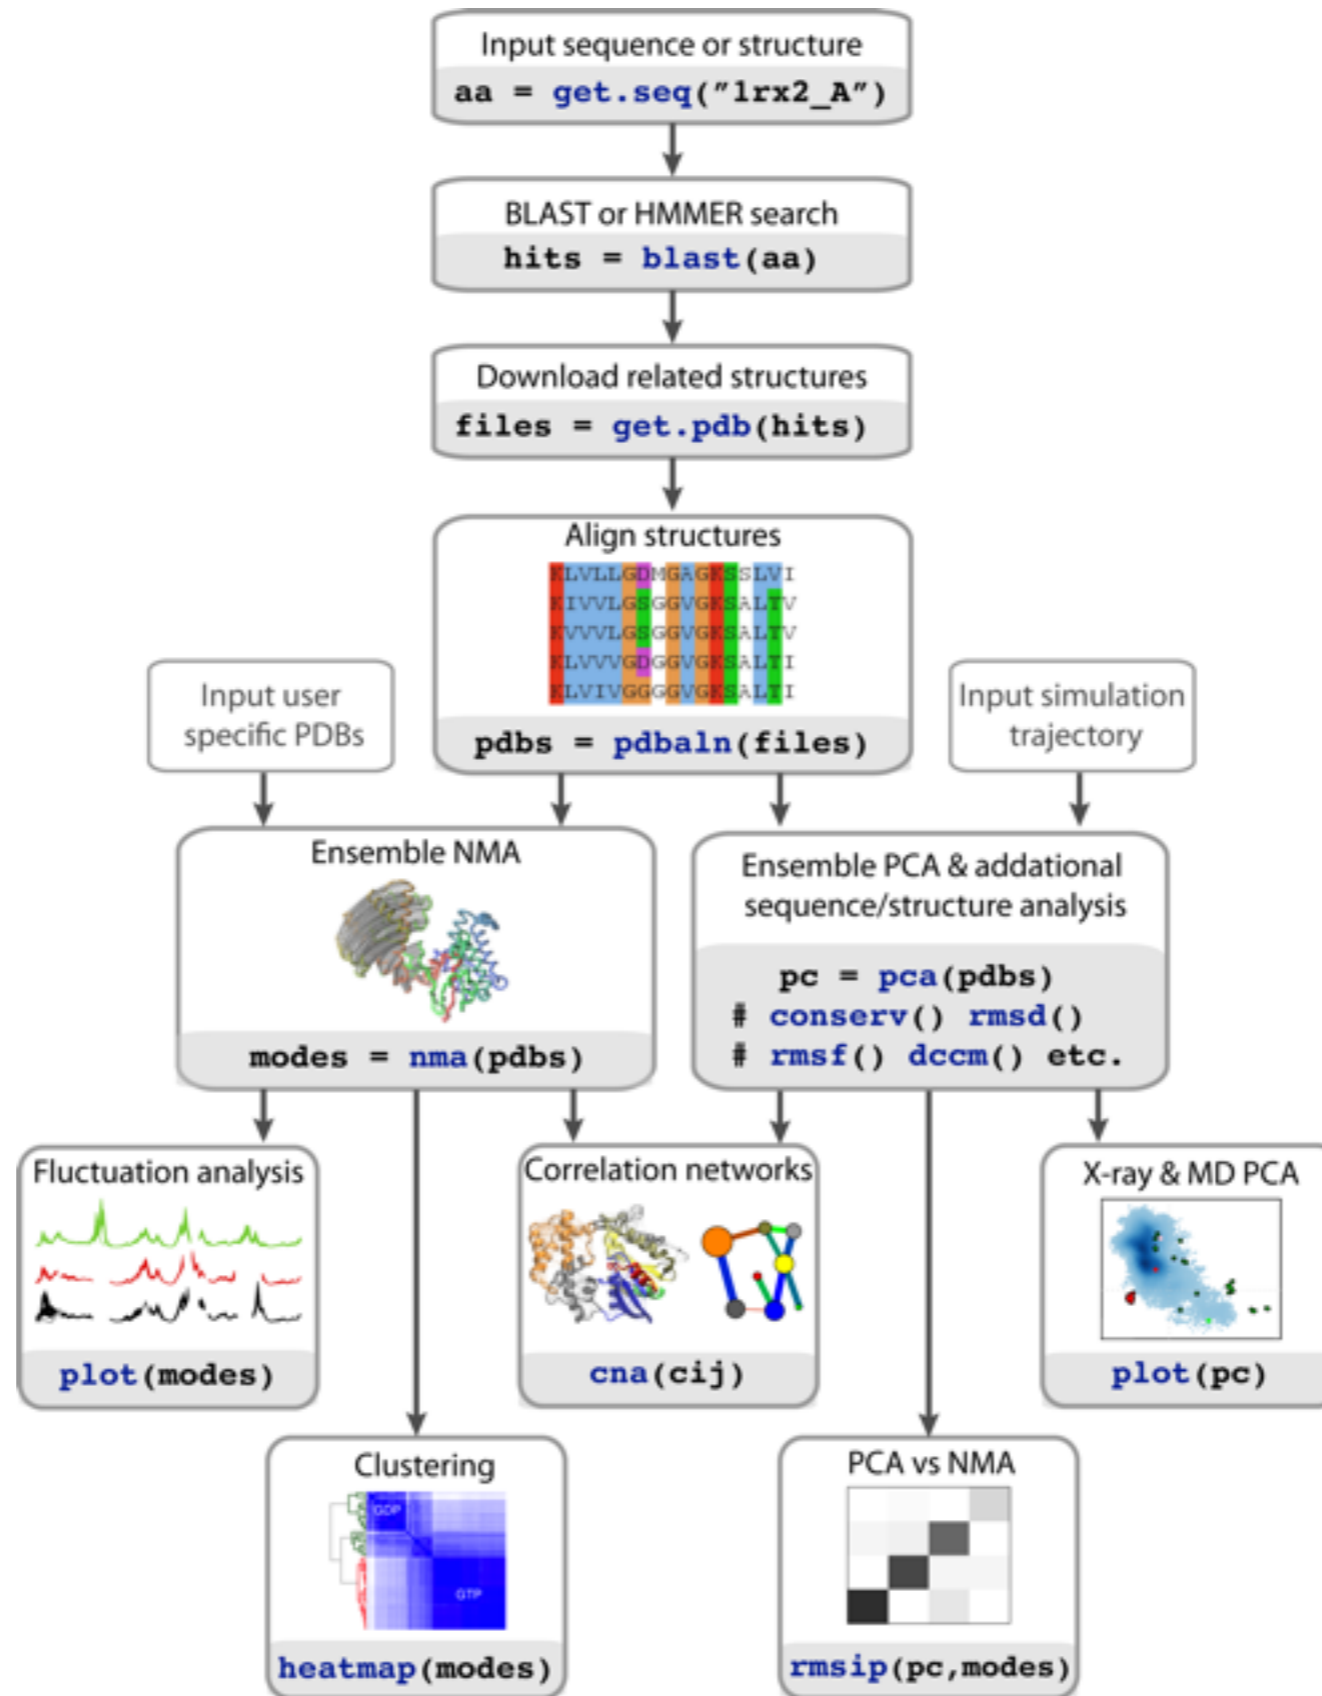 Input sequence or structure
aa = get.seq("1rx2_A")
BLAST or HMMER search
hits = blast(aa)
Download related structures
files = get.pdb(hits)
Align structures
KLVLLGDMGAGKSSLVI
KIVVLGSGGVGKSALTV
KVVVLGSGGVGKSALTV
KLVVVGDGGVGKSALTI
KLVIVGGGGVGKSALTI
pdbs = pdbaln(files)
Input user
specific PDBs
Input simulation
trajectory
Ensemble NMA
modes = nma(pdbs)
Ensemble PCA & addational
sequence/structure analysis
pc = pca(pdbs)
# conserv() rmsd()
# rmsf() dccm() etc.
Fluctuation analysis
plot(modes)
Correlation networks
cna(cij)
X-ray & MD PCA
plot(pc)
Clustering
GDP
GTP
heatmap(modes)
PCA vs NMA
rmsip(pc,modes)